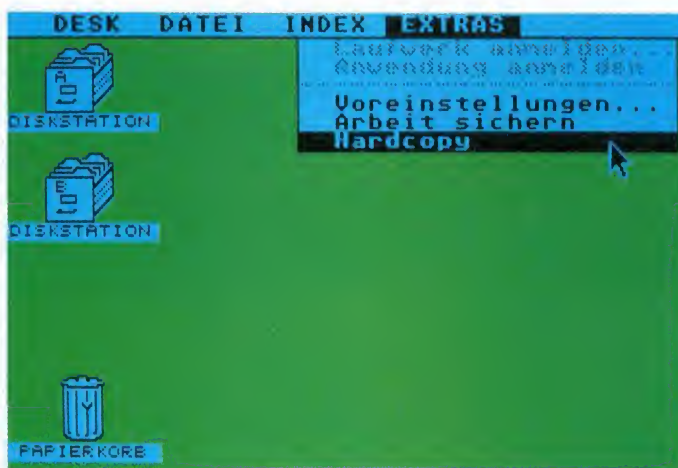 DESK DATEI INDEX EXTRAS
Laufwerk anmelden...
Anwendung anmelden
Voreinstellungen...
Arbeit sichern
Hardcopy
A
DISKSTATION
B
DISKSTATION
PAPIERKORB